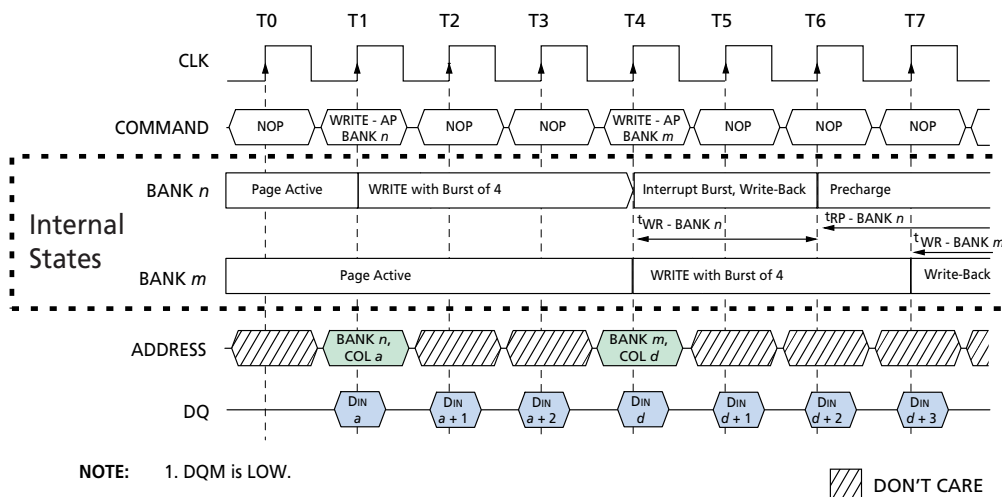 T0 T1 T2 T3 T4 T5 T6 T7
CLK
COMMAND
NOP
WRITE - AP
BANK n
NOP
NOP
WRITE - AP
BANK m
NOP
NOP
NOP
Internal
States
BANK n
Page Active
WRITE with Burst of 4
Interrupt Burst, Write-Back
Precharge
tWR - BANK n
tRP - BANK n
tWR - BANK m
BANK m
Page Active
WRITE with Burst of 4
Write-Back
ADDRESS
BANK n,
COL a
BANK m,
COL d
DQ
DIN
a
DIN
a + 1
DIN
a + 2
DIN
d
DIN
d + 1
DIN
d + 2
DIN
d + 3
NOTE: 1. DQM is LOW.
DON'T CARE